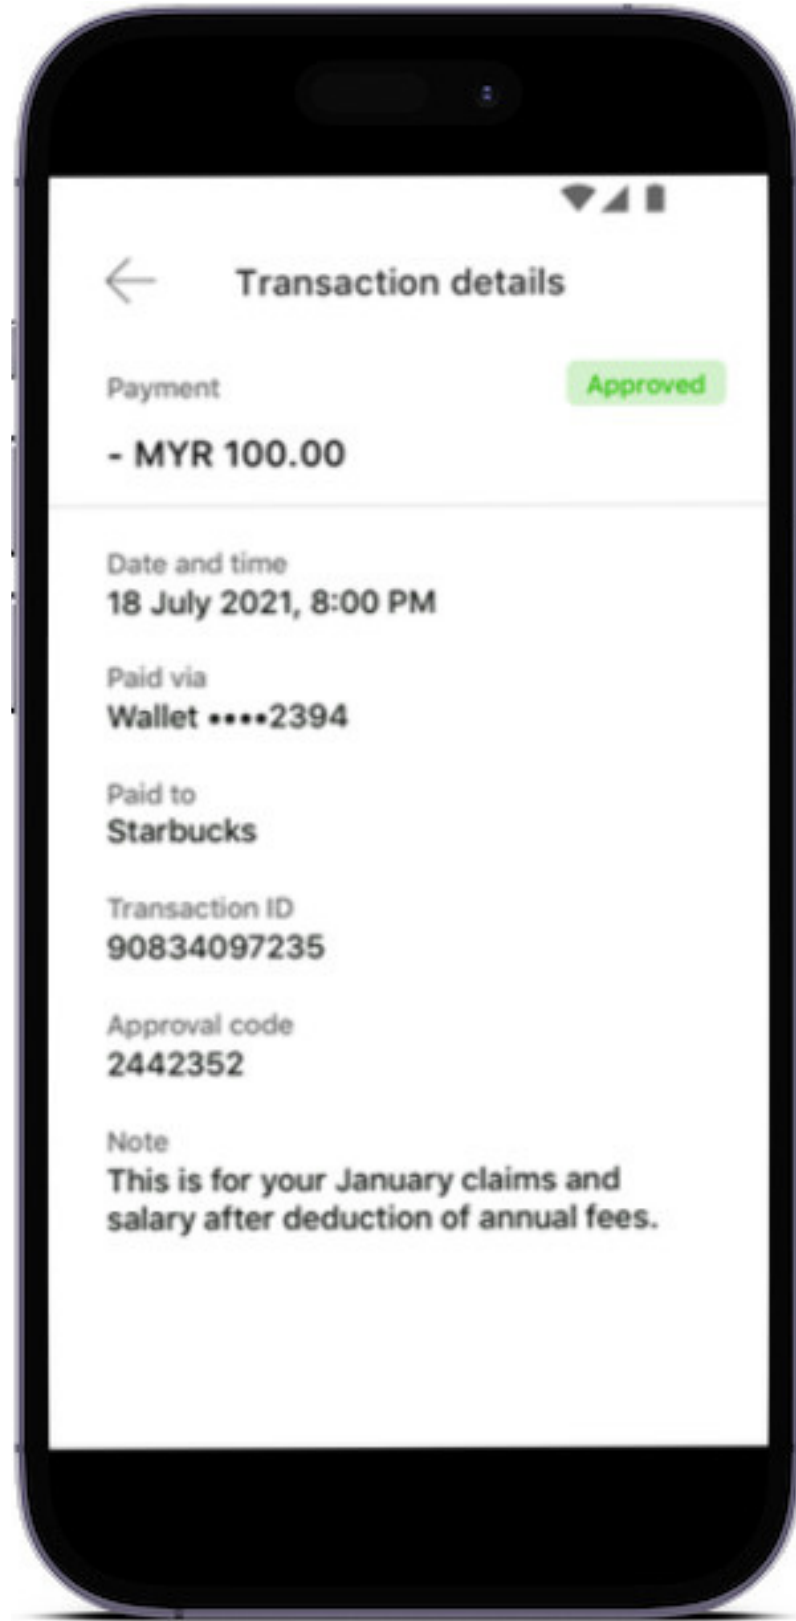 Transaction details
Payment
Approved
- MYR 100.00
Date and time
18 July 2021, 8:00 PM
Paid via
Wallet ••••2394
Paid to
Starbucks
Transaction ID
90834097235
Approval code
2442352
Note
This is for your January claims and
salary after deduction of annual fees.